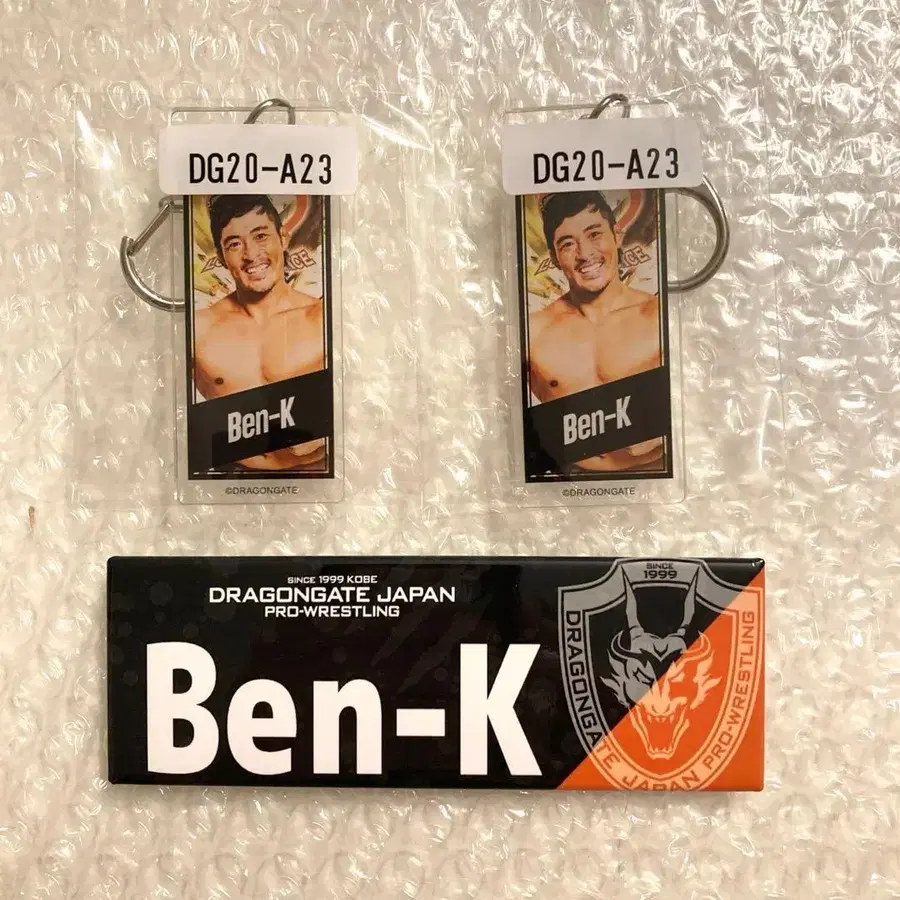 DG20-A23
Ben-K
©DRAGONGATE
DG20-A23
Ben-K
©DRAGONGATE
SINCE 1999 KOBE
DRAGONGATE JAPAN
PRO-WRESTLING
Ben-K
SINCE
1999
DRAGONGATE JAPAN PRO-WRESTLING